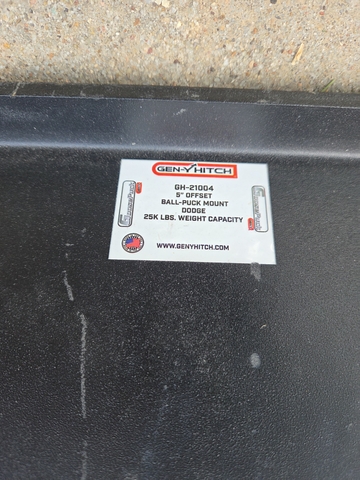 GEN-Y HITCH
GH-21004
5" OFFSET
BALL-PUCK MOUNT
DODGE
25K LBS. WEIGHT CAPACITY
WWW.GENYHITCH.COM